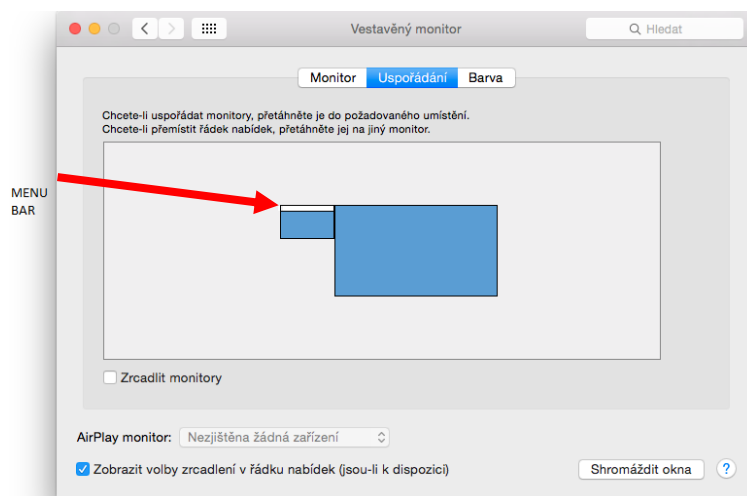 Vestavěný monitor
Hledat
Monitor
Uspořádání
Barva
Chcete-li uspořádat monitory, přetáhněte je do požadovaného umístění.
Chcete-li přemístit řádek nabídek, přetáhněte jej na jiný monitor.
MENU
BAR
Zrcadlit monitory
AirPlay monitor: Nezjištěna žádná zařízení
Zobrazit volby zrcadlení v řádku nabídek (jsou-li k dispozici)
Shromáždit okna
?